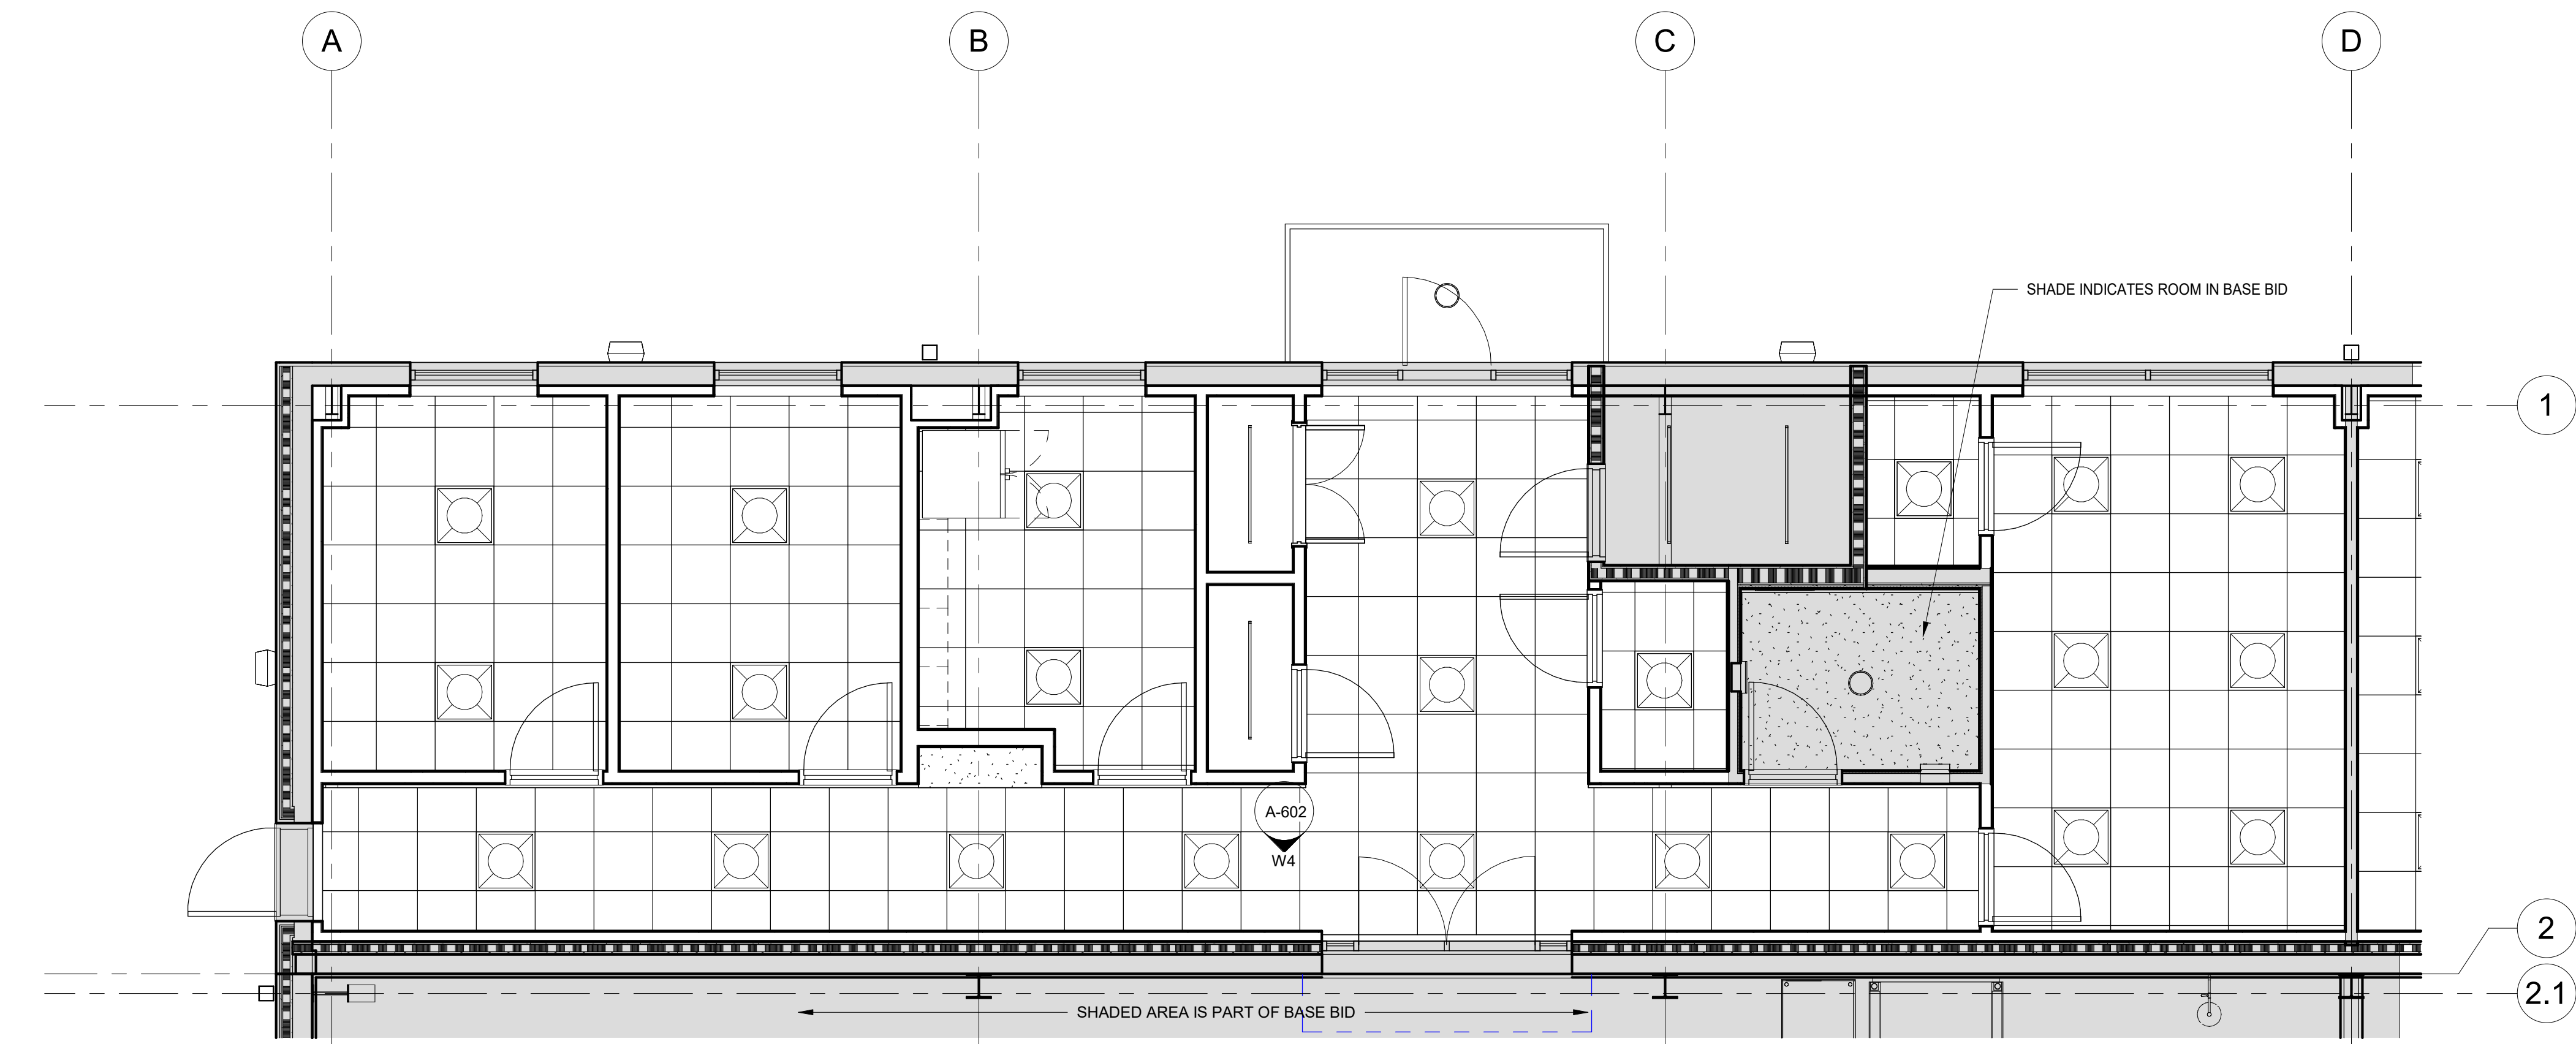 A
B
C
D
SHADE INDICATES ROOM IN BASE BID
1
A-602
W4
2
2.1
SHADED AREA IS PART OF BASE BID